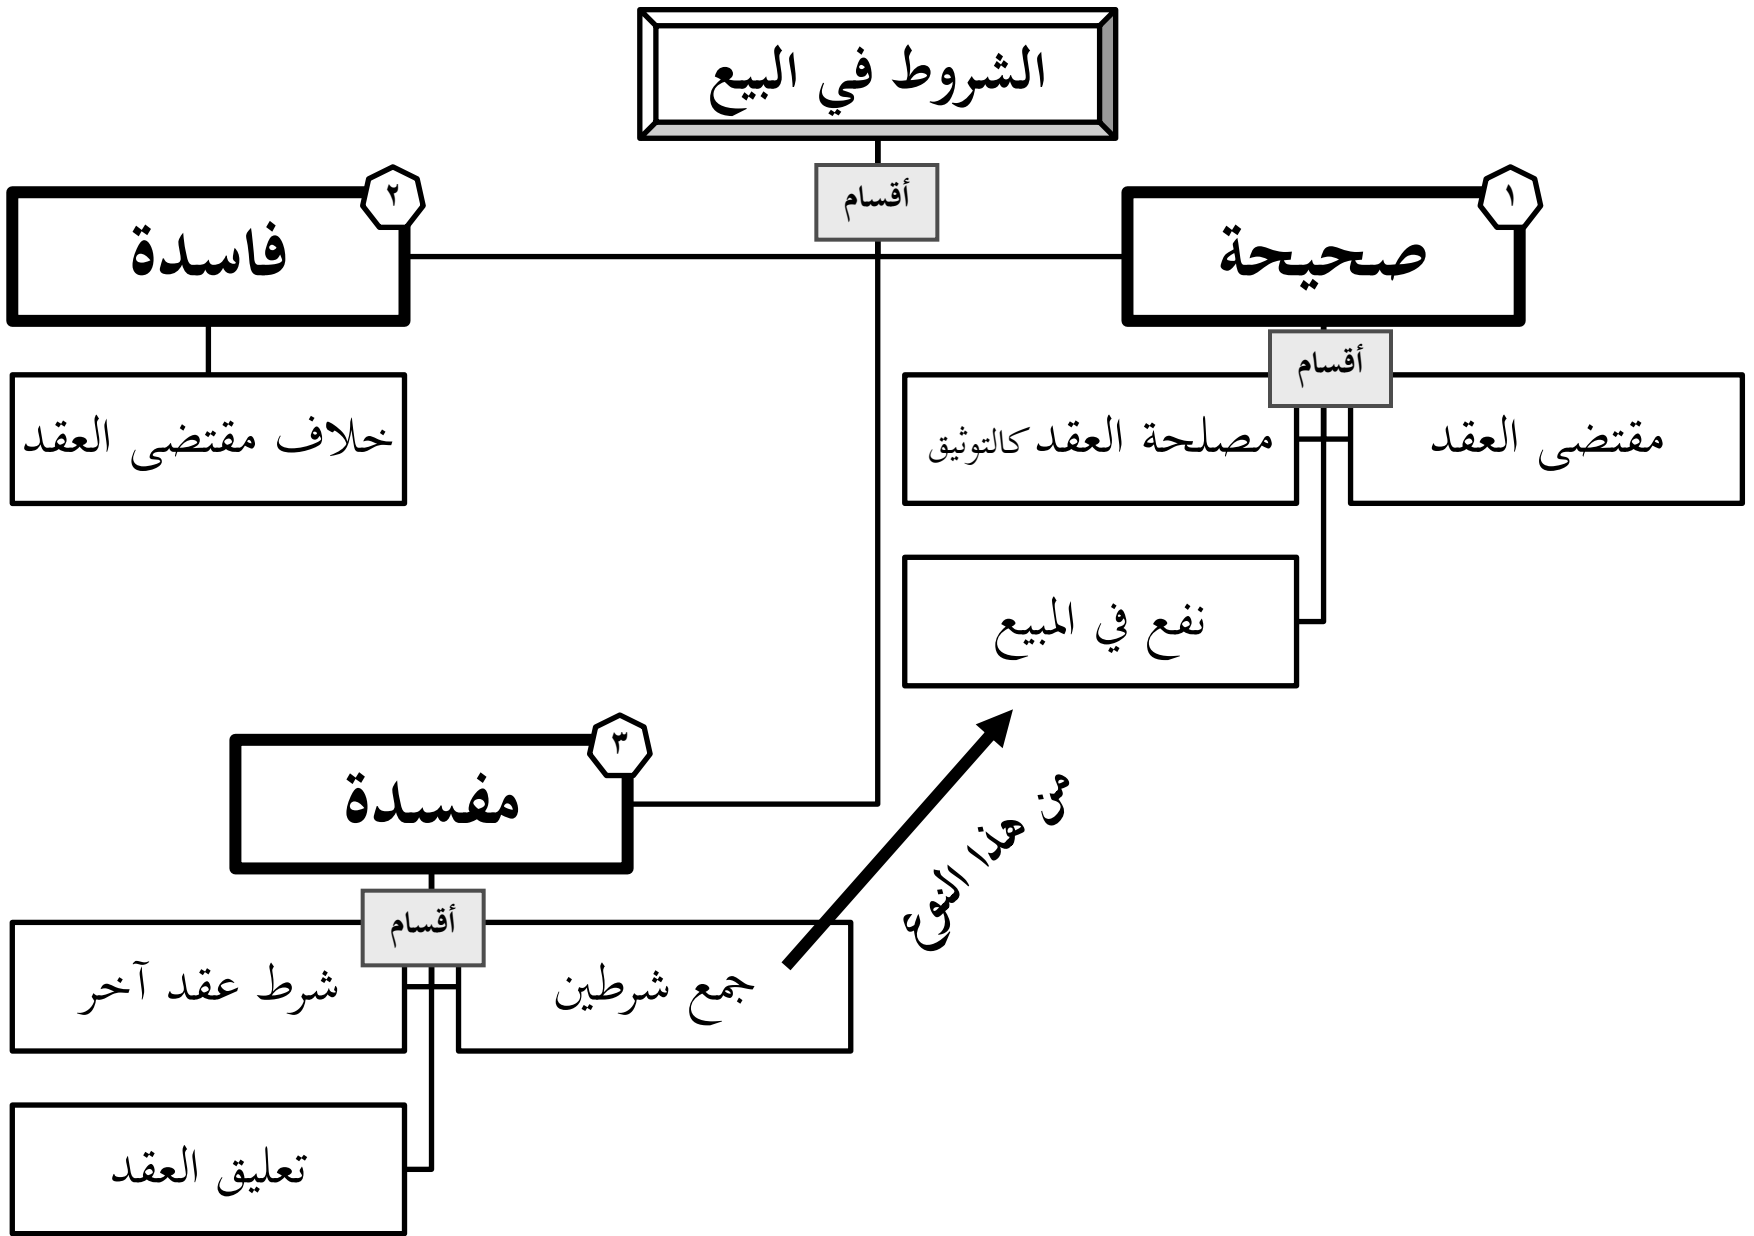 الشروط في البيع
أقسام
١
صحيحة
أقسام
مقتضى العقد
مصلحة العقد كالتوثيق
نفع في المبيع
٢
فاسدة
خلاف مقتضى العقد
٣
مفسدة
أقسام
جمع شرطين
من هذا النوع
شرط عقد آخر
تعليق العقد